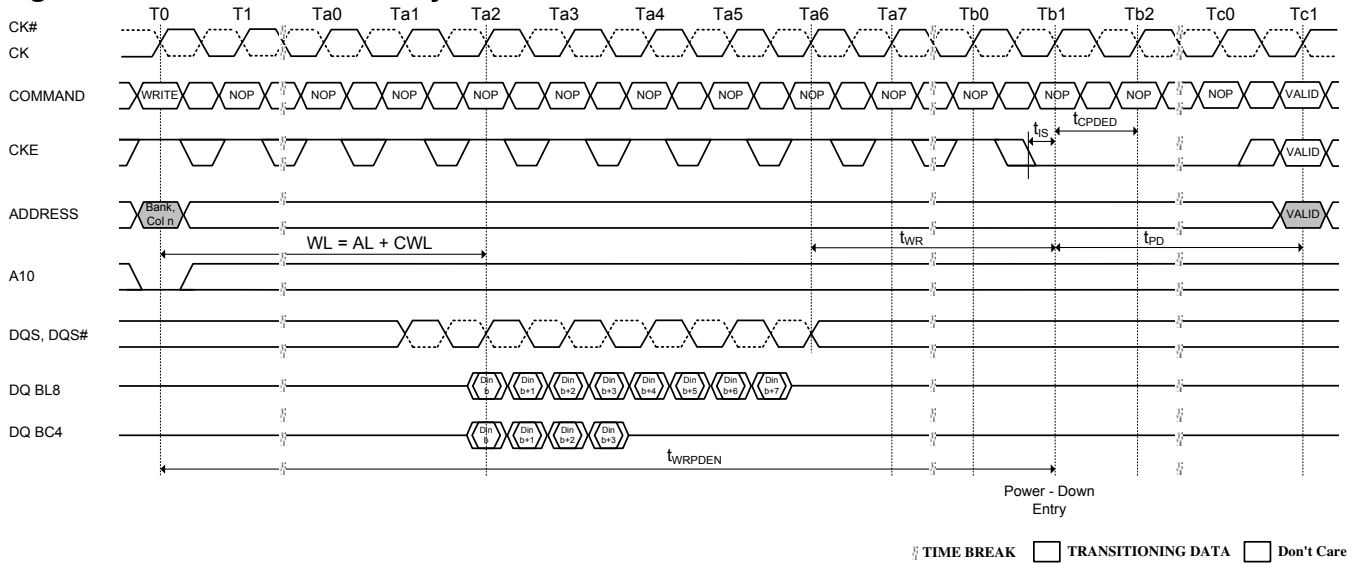 T0 T1 Ta0 Ta1 Ta2 Ta3 Ta4 Ta5 Ta6 Ta7 Tb0 Tb1 Tb2 Tc0 Tc1
CK#
CK
COMMAND WRITE NOP NOP NOP NOP NOP NOP NOP NOP NOP NOP NOP NOP NOP VALID
tIS tCPDED
CKE VALID
ADDRESS Bank, Col n VALID
WL = AL + CWL tWR tPD
A10
DQS, DQS#
DQ BL8 Din b Din b+1 Din b+2 Din b+3 Din b+4 Din b+5 Din b+6 Din b+7
DQ BC4 Din b Din b+1 Din b+2 Din b+3
tWRPDEN
Power - Down
Entry
TIME BREAK TRANSITIONING DATA Don't Care